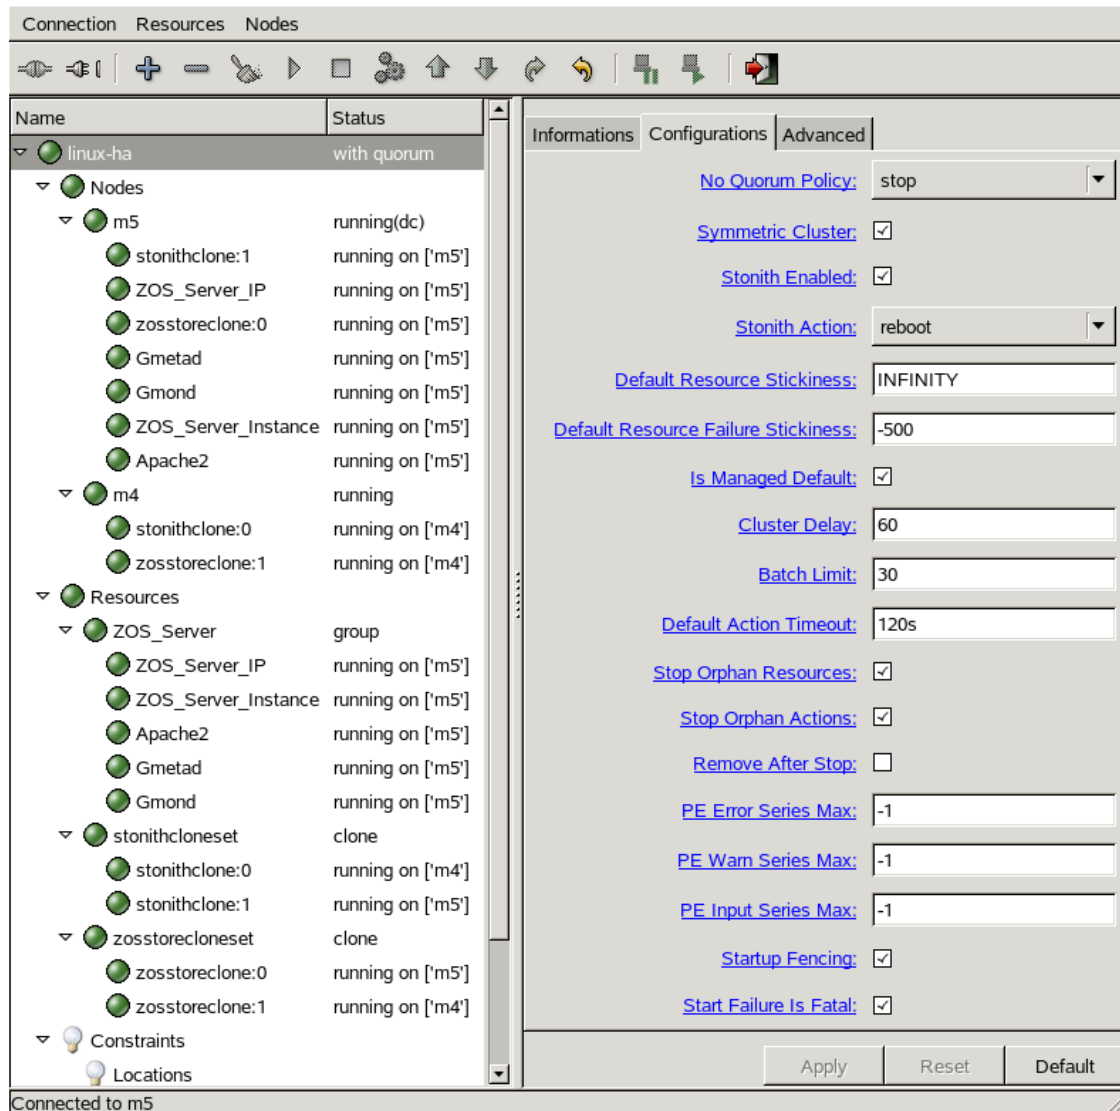 Connection Resources Nodes
Name Status
linux-ha with quorum
Nodes
m5 running(dc)
stonithclone:1 running on ['m5']
ZOS_Server_IP running on ['m5']
zosstoreclone:0 running on ['m5']
Gmetad running on ['m5']
Gmond running on ['m5']
ZOS_Server_Instance running on ['m5']
Apache2 running on ['m5']
m4 running
stonithclone:0 running on ['m4']
zosstoreclone:1 running on ['m4']
Resources
ZOS_Server group
ZOS_Server_IP running on ['m5']
ZOS_Server_Instance running on ['m5']
Apache2 running on ['m5']
Gmetad running on ['m5']
Gmond running on ['m5']
stonithcloneset clone
stonithclone:0 running on ['m4']
stonithclone:1 running on ['m5']
zosstorecloneset clone
zosstoreclone:0 running on ['m5']
zosstoreclone:1 running on ['m4']
Constraints
Locations
Informations Configurations Advanced
No Quorum Policy: stop
Symmetric Cluster:
Stonith Enabled:
Stonith Action: reboot
Default Resource Stickiness: INFINITY
Default Resource Failure Stickiness: -500
Is Managed Default:
Cluster Delay: 60
Batch Limit: 30
Default Action Timeout: 120s
Stop Orphan Resources:
Stop Orphan Actions:
Remove After Stop:
PE Error Series Max: -1
PE Warn Series Max: -1
PE Input Series Max: -1
Startup Fencing:
Start Failure Is Fatal:
Apply Reset Default
Connected to m5